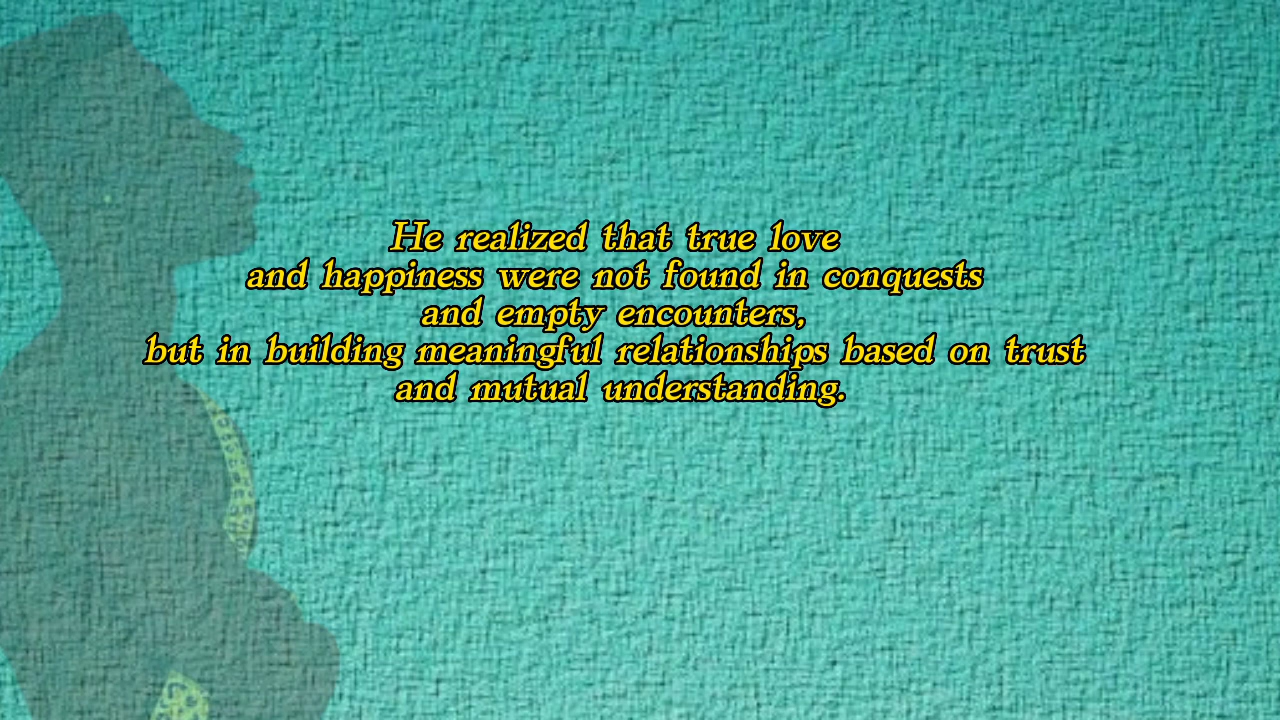 He realized that true love
and happiness were not found in conquests
and empty encounters,
but in building meaningful relationships based on trust
and mutual understanding.